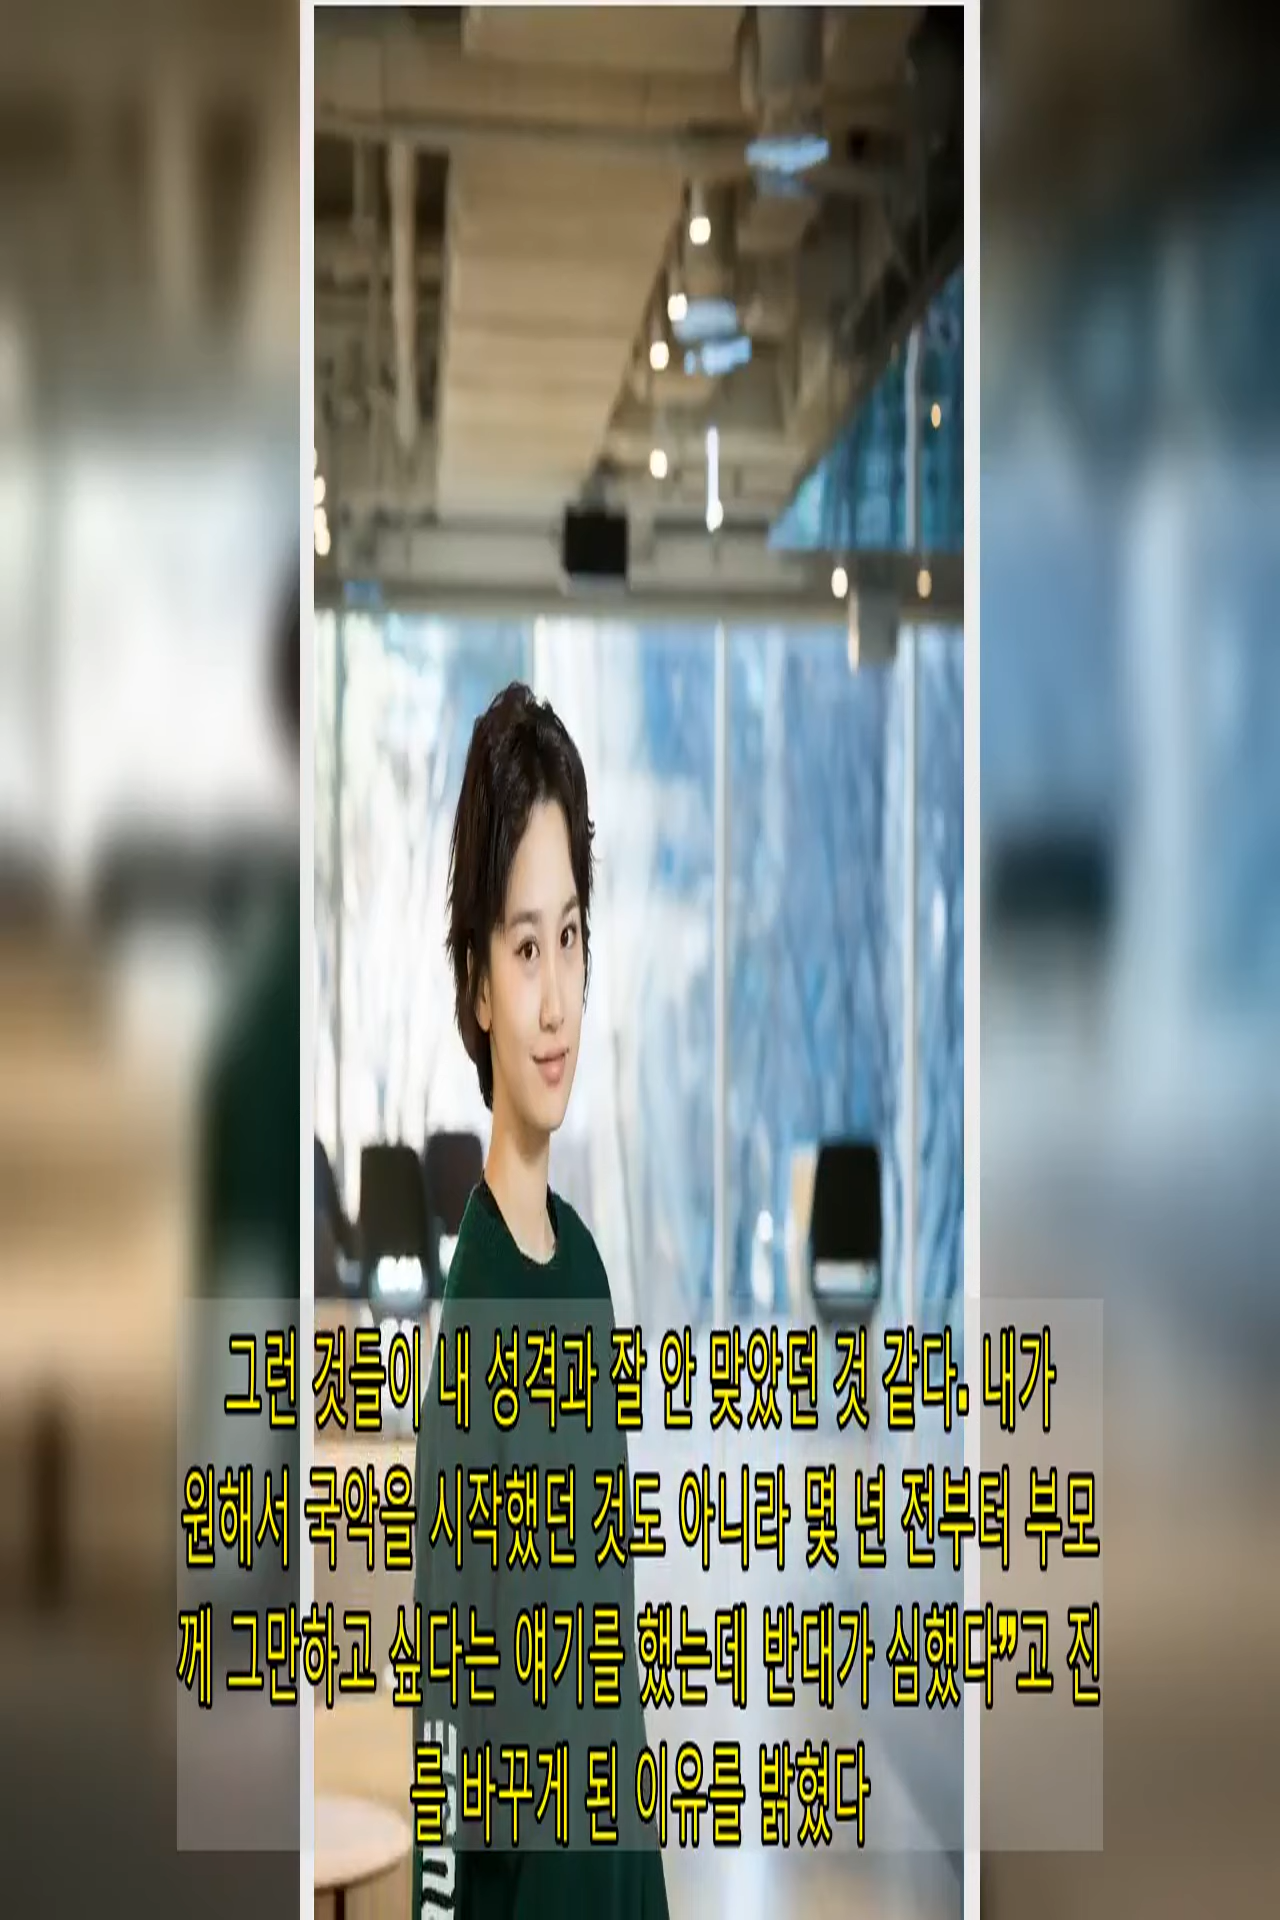 그런 것들이 내 성격과 잘 안 맞았던 것 같다. 내가
원해서 국악을 시작했던 것도 아니라 몇 년 전부터 부모
께 그만하고 싶다는 얘기를 했는데 반대가 심했다”고 진
를 바꾸게 된 이유를 밝혔다